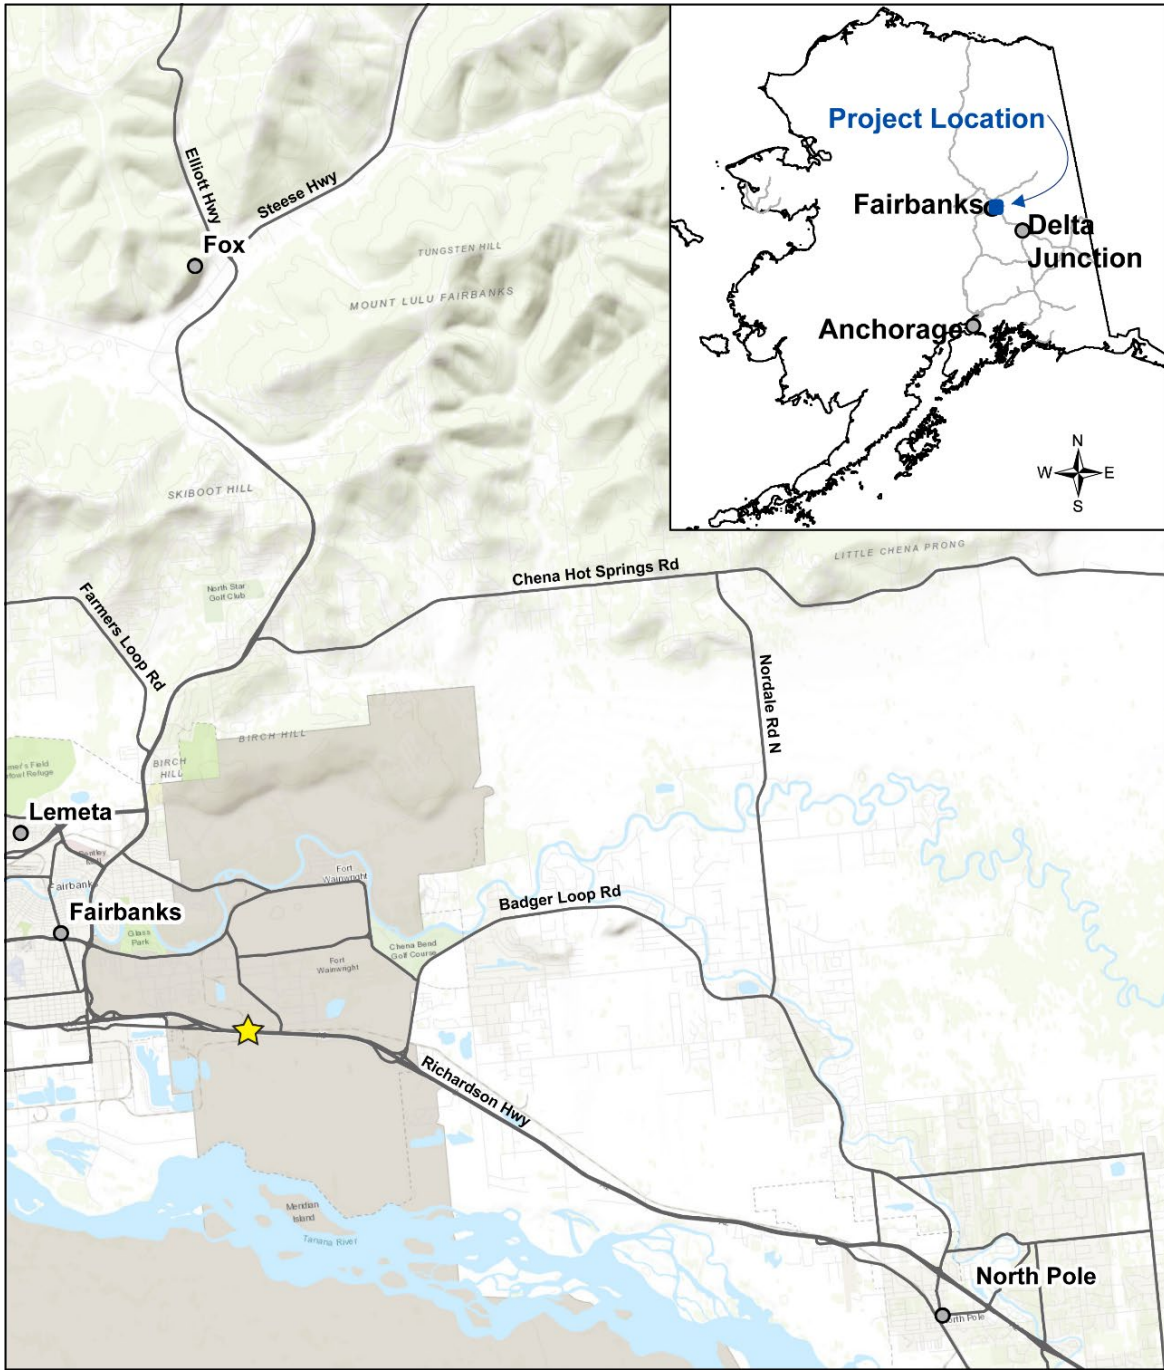 Elliott Hwy
Steese Hwy
Fox
TUNGSTEN HILL
MOUNT LULU FAIRBANKS
SKIBOOT HILL
North Star
Golf Club
Farmers Loop Rd
Chena Hot Springs Rd
LITTLE CHENA PRONG
Nordale Rd N
BIRCH HILL
BIRCH
HILL
Lemeta
Fairbanks
Fairbanks
Glass
Park
Fort
Wainwright
Badger Loop Rd
Chena Bend
Golf Course
Fort
Wainwright
Richardson Hwy
Meridian
Island
Tanana River
North Pole
Project Location
Fairbanks
Delta
Junction
Anchorage
N
W
E
S